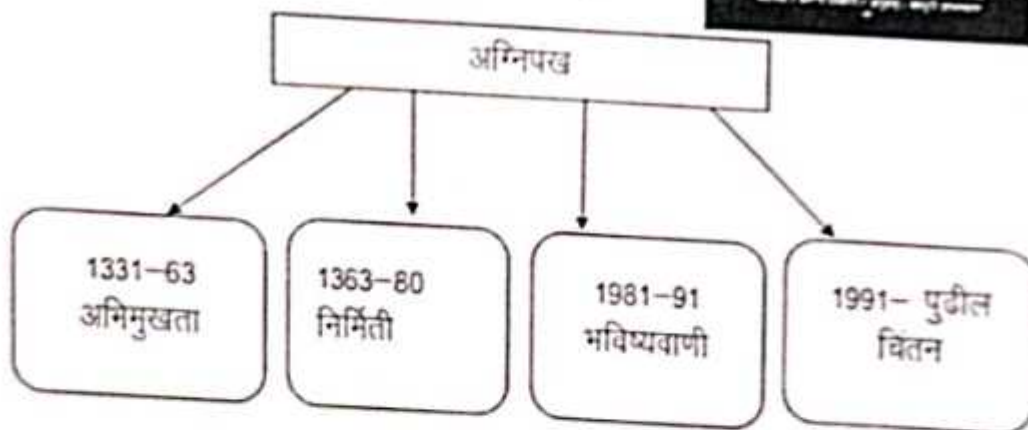 अग्निपख
1331-63
अभिमुखता
1363-80
निर्मिती
1981-91
भविष्यवाणी
1991- पुढील
चिंतन